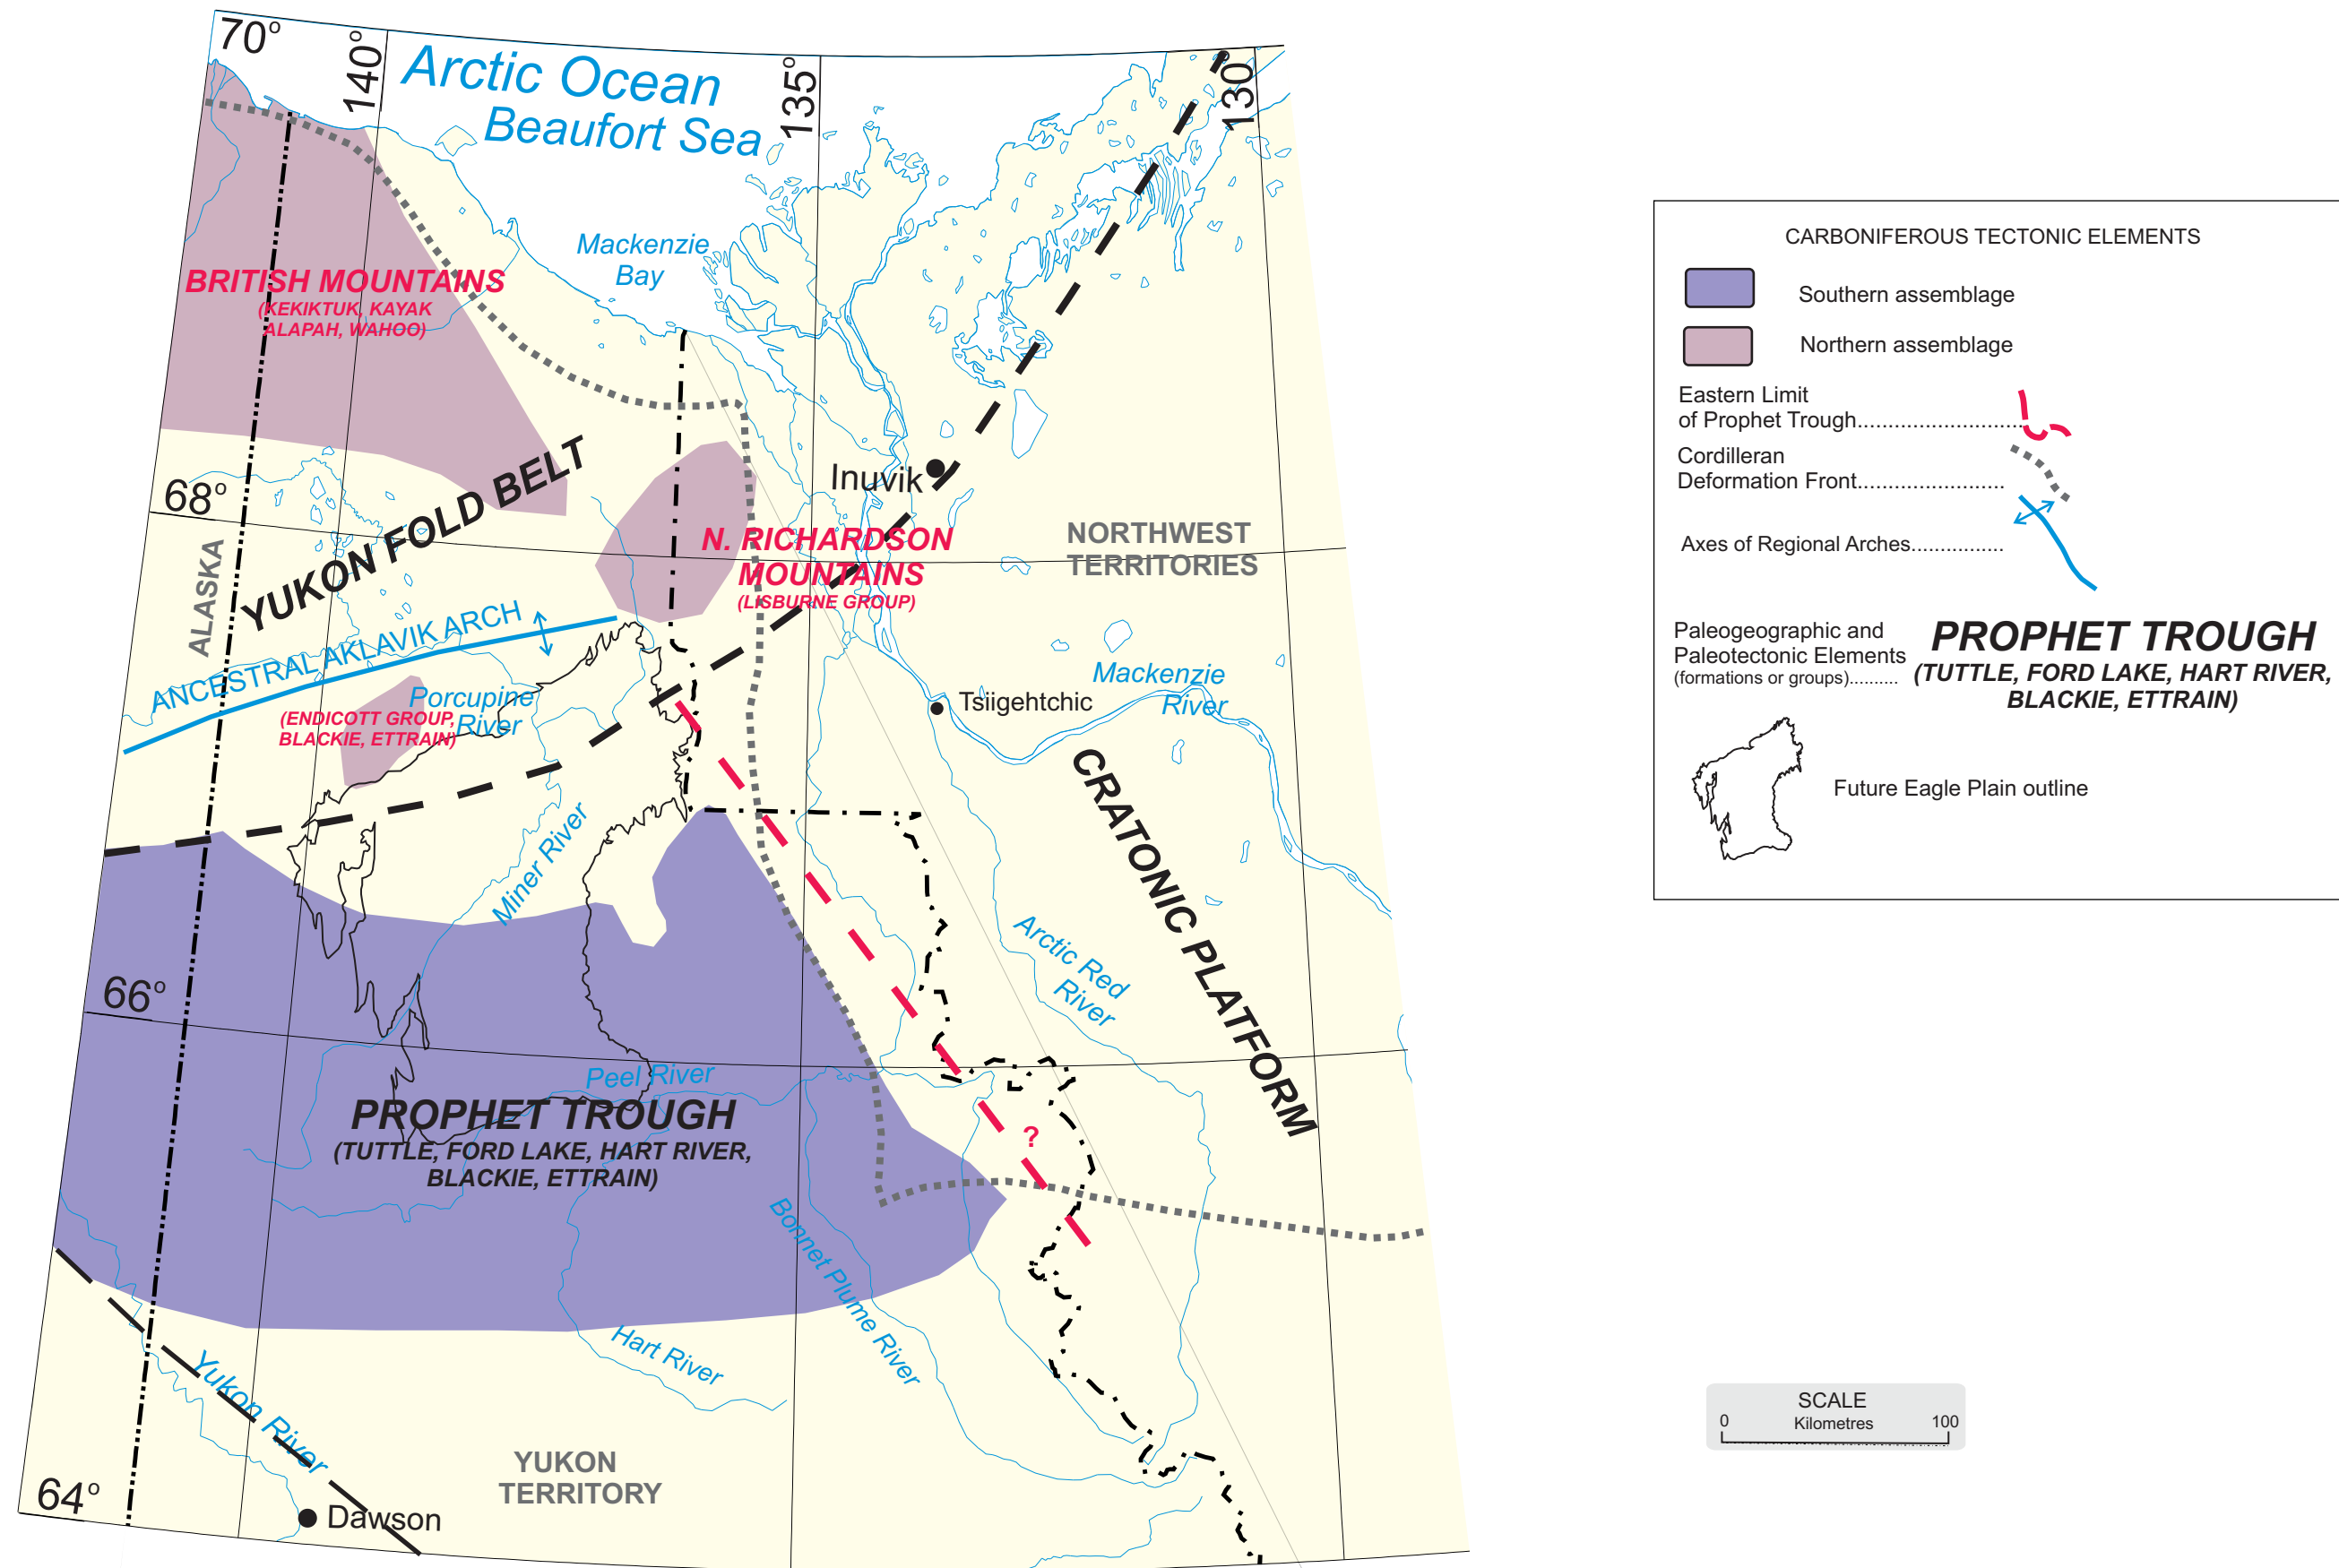 70°
140°
135°
130°
Arctic Ocean
Beaufort Sea
Mackenzie
Bay
BRITISH MOUNTAINS
(KEKIKTUK, KAYAK
ALAPAH, WAHOO)
68°
YUKON FOLD BELT
ALASKA
Inuvik
N. RICHARDSON
MOUNTAINS
(LISBURNE GROUP)
NORTHWEST
TERRITORIES
ANCESTRAL AKLAVIK ARCH
Porcupine
River
(ENDICOTT GROUP,
BLACKIE, ETTRAIN)
Tsiigehtchic
Mackenzie
River
CRATONIC PLATFORM
Miner River
Arctic Red
River
66°
Peel River
PROPHET TROUGH
(TUTTLE, FORD LAKE, HART RIVER,
BLACKIE, ETTRAIN)
?
Bonnet Plume River
Hart River
Yukon River
YUKON
TERRITORY
64°
Dawson
CARBONIFEROUS TECTONIC ELEMENTS
Southern assemblage
Northern assemblage
Eastern Limit
of Prophet Trough...........................
Cordilleran
Deformation Front........................
Axes of Regional Arches................
Paleogeographic and
Paleotectonic Elements
(formations or groups)..........
PROPHET TROUGH
(TUTTLE, FORD LAKE, HART RIVER,
BLACKIE, ETTRAIN)
Future Eagle Plain outline
SCALE
0 Kilometres 100